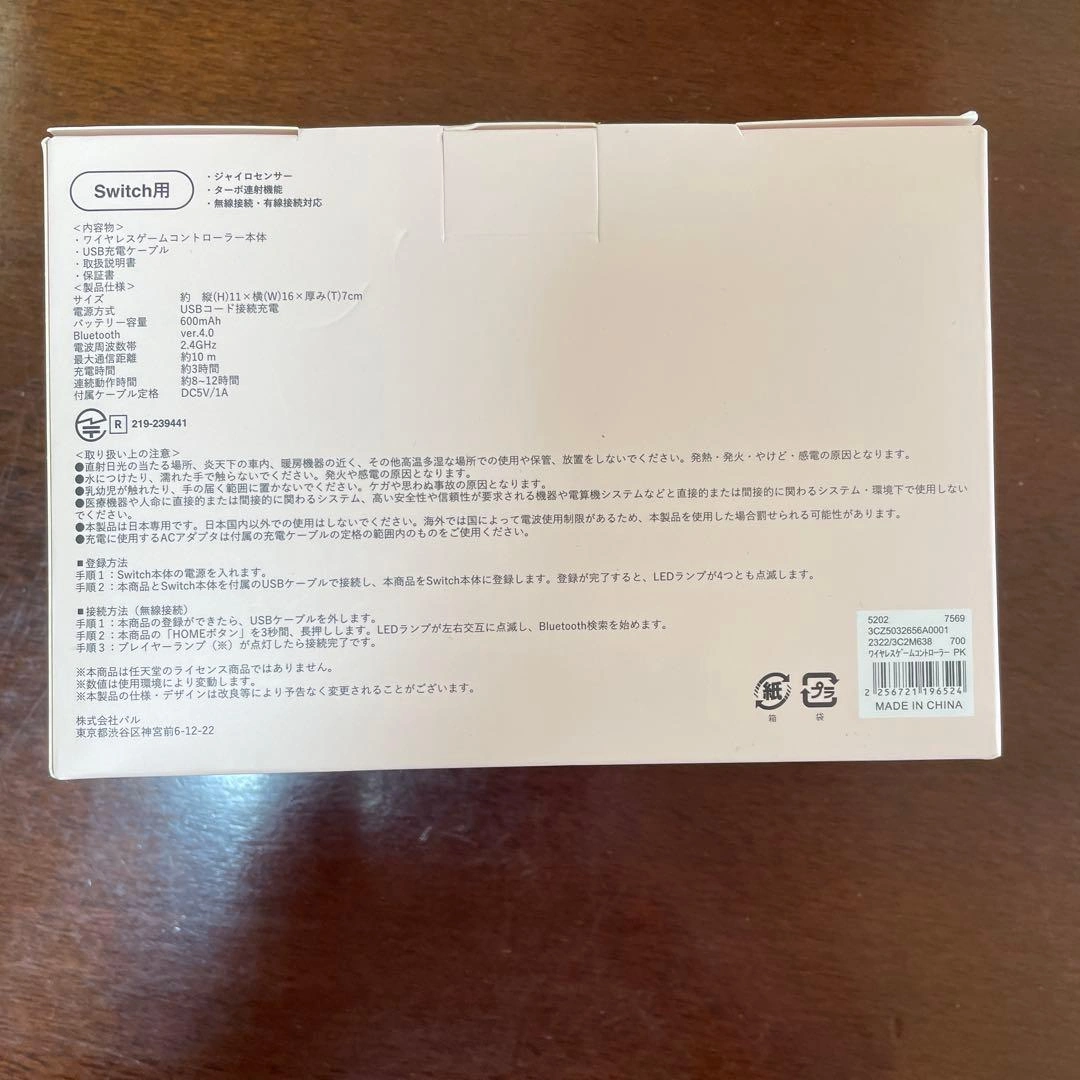 Switch用
・ジャイロセンサー
・ターボ連射機能
・無線接続・有線接続対応
＜内容物＞
・ワイヤレスゲームコントローラー本体
・USB充電ケーブル
・取扱説明書
・保証書
＜製品仕様＞
サイズ 約 縦(H)11×横(W)16×厚み(T)7cm
電源方式 USBコード接続充電
バッテリー容量 600mAh
Bluetooth ver.4.0
電波周波数帯 2.4GHz
最大通信距離 約10 m
充電時間 約3時間
連続動作時間 約8~12時間
付属ケーブル定格 DC5V/1A
R 219-239441
＜取り扱い上の注意＞
●直射日光の当たる場所、炎天下の車内、暖房機器の近く、その他高温多湿な場所での使用や保管、放置をしないでください。発熱・発火・やけど・感電の原因となります。
●水につけたり、濡れた手で触らないでください。発火や感電の原因となります。
●乳幼児が触れたり、手の届く範囲に置かないでください。ケガや思わぬ事故の原因となります。
●医療機器や人命に直接的または間接的に関わるシステム、高い安全性や信頼性が要求される機器や電算機システムなどと直接的または間接的に関わるシステム・環境下で使用しない
でください。
●本製品は日本専用です。日本国内以外での使用はしないでください。海外では国によって電波使用制限があるため、本製品を使用した場合罰せられる可能性があります。
●充電に使用するACアダプタは付属の充電ケーブルの定格の範囲内のものをご使用ください。
■登録方法
手順1：Switch本体の電源を入れます。
手順2：本商品とSwitch本体を付属のUSBケーブルで接続し、本商品をSwitch本体に登録します。登録が完了すると、LEDランプが4つとも点滅します。
■接続方法（無線接続）
手順1：本商品の登録ができたら、USBケーブルを外します。
手順2：本商品の「HOMEボタン」を3秒間、長押しします。LEDランプが左右交互に点滅し、Bluetooth検索を始めます。
手順3：プレイヤーランプ（※）が点灯したら接続完了です。
※本商品は任天堂のライセンス商品ではありません。
※数値は使用環境により変動します。
※本製品の仕様・デザインは改良等により予告なく変更されることがございます。
株式会社パル
東京都渋谷区神宮前6-12-22
紙
箱
プラ
袋
5202 7569
3CZ5032656A0001
2322/3C2M638 700
ワイヤレスゲームコントローラー PK
2 256721 196524
MADE IN CHINA